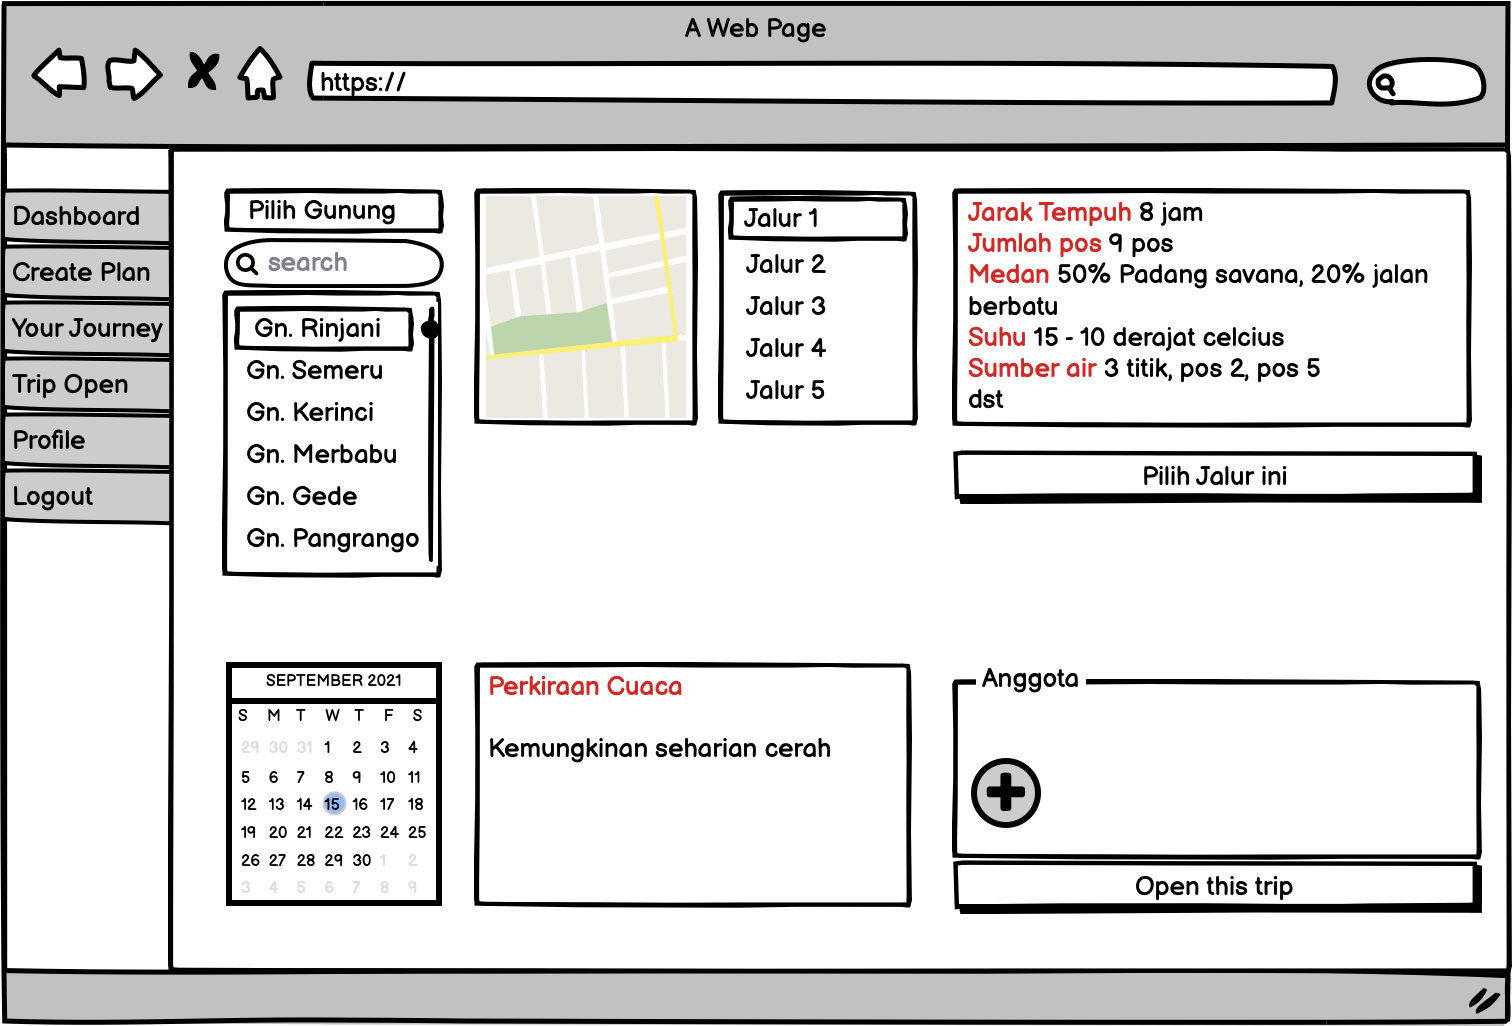 A Web Page
https://
Dashboard
Create Plan
Your Journey
Trip Open
Profile
Logout
Pilih Gunung
search
Gn. Rinjani
Gn. Semeru
Gn. Kerinci
Gn. Merbabu
Gn. Gede
Gn. Pangrango
Jalur 1
Jalur 2
Jalur 3
Jalur 4
Jalur 5
Jarak Tempuh 8 jam
Jumlah pos 9 pos
Medan 50% Padang savana, 20% jalan
berbatu
Suhu 15 - 10 derajat celcius
Sumber air 3 titik, pos 2, pos 5
dst
Pilih Jalur ini
SEPTEMBER 2021
S M T W T F S
29 30 31 1 2 3 4
5 6 7 8 9 10 11
12 13 14 15 16 17 18
19 20 21 22 23 24 25
26 27 28 29 30 1 2
3 4 5 6 7 8 9
Perkiraan Cuaca
Kemungkinan seharian cerah
Anggota
Open this trip